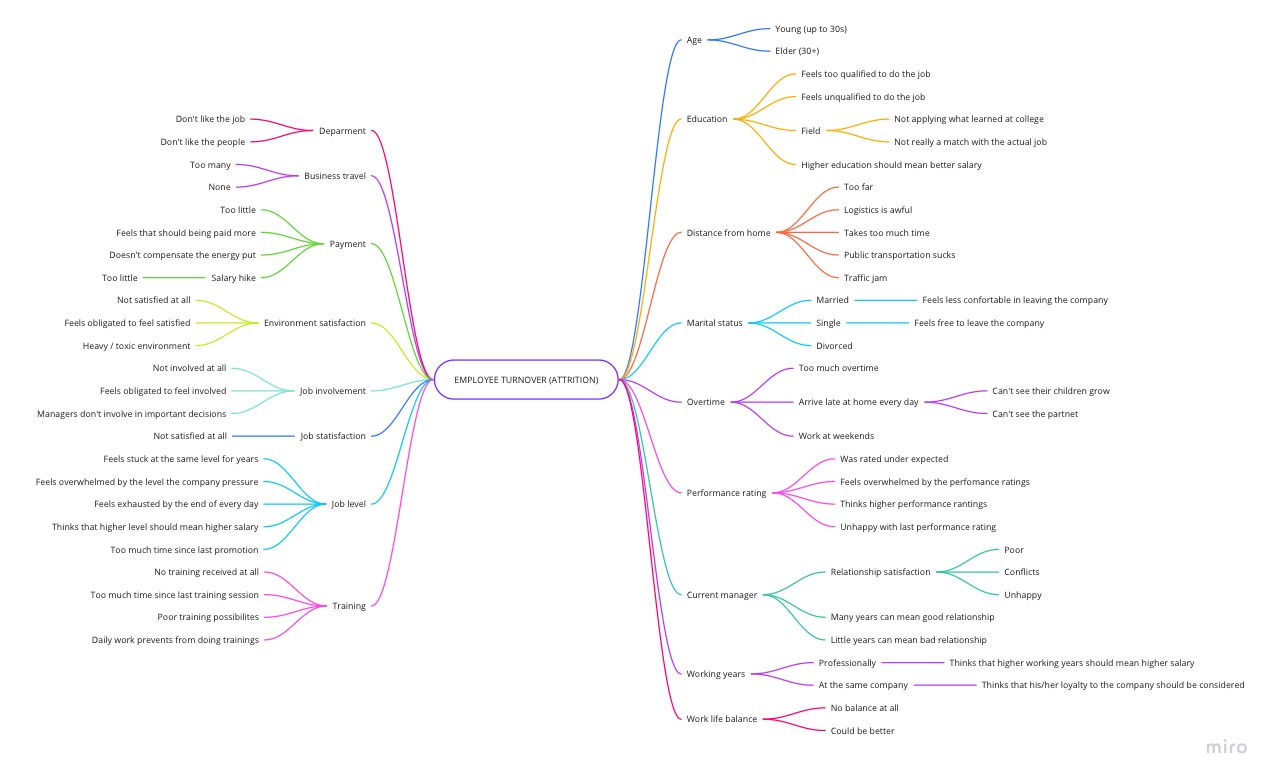 EMPLOYEE TURNOVER (ATTRITION)
Deparment
Don't like the job
Don't like the people
Business travel
Too many
None
Payment
Too little
Feels that should being paid more
Doesn't compensate the energy put
Salary hike
Too little
Environment satisfaction
Not satisfied at all
Feels obligated to feel satisfied
Heavy / toxic environment
Job involvement
Not involved at all
Feels obligated to feel involved
Managers don't involve in important decisions
Job statisfaction
Not satisfied at all
Job level
Feels stuck at the same level for years
Feels overwhelmed by the level the company pressure
Feels exhausted by the end of every day
Thinks that higher level should mean higher salary
Too much time since last promotion
Training
No training received at all
Too much time since last training session
Poor training possibilites
Daily work prevents from doing trainings
Age
Young (up to 30s)
Elder (30+)
Education
Feels too qualified to do the job
Feels unqualified to do the job
Field
Not applying what learned at college
Not really a match with the actual job
Higher education should mean better salary
Distance from home
Too far
Logistics is awful
Takes too much time
Public transportation sucks
Traffic jam
Marital status
Married
Feels less confortable in leaving the company
Single
Feels free to leave the company
Divorced
Overtime
Too much overtime
Arrive late at home every day
Can't see their children grow
Can't see the partnet
Work at weekends
Performance rating
Was rated under expected
Feels overwhelmed by the perfomance ratings
Thinks higher performance rantings
Unhappy with last performance rating
Current manager
Relationship satisfaction
Poor
Conflicts
Unhappy
Many years can mean good relationship
Little years can mean bad relationship
Working years
Professionally
Thinks that higher working years should mean higher salary
At the same company
Thinks that his/her loyalty to the company should be considered
Work life balance
No balance at all
Could be better
miro